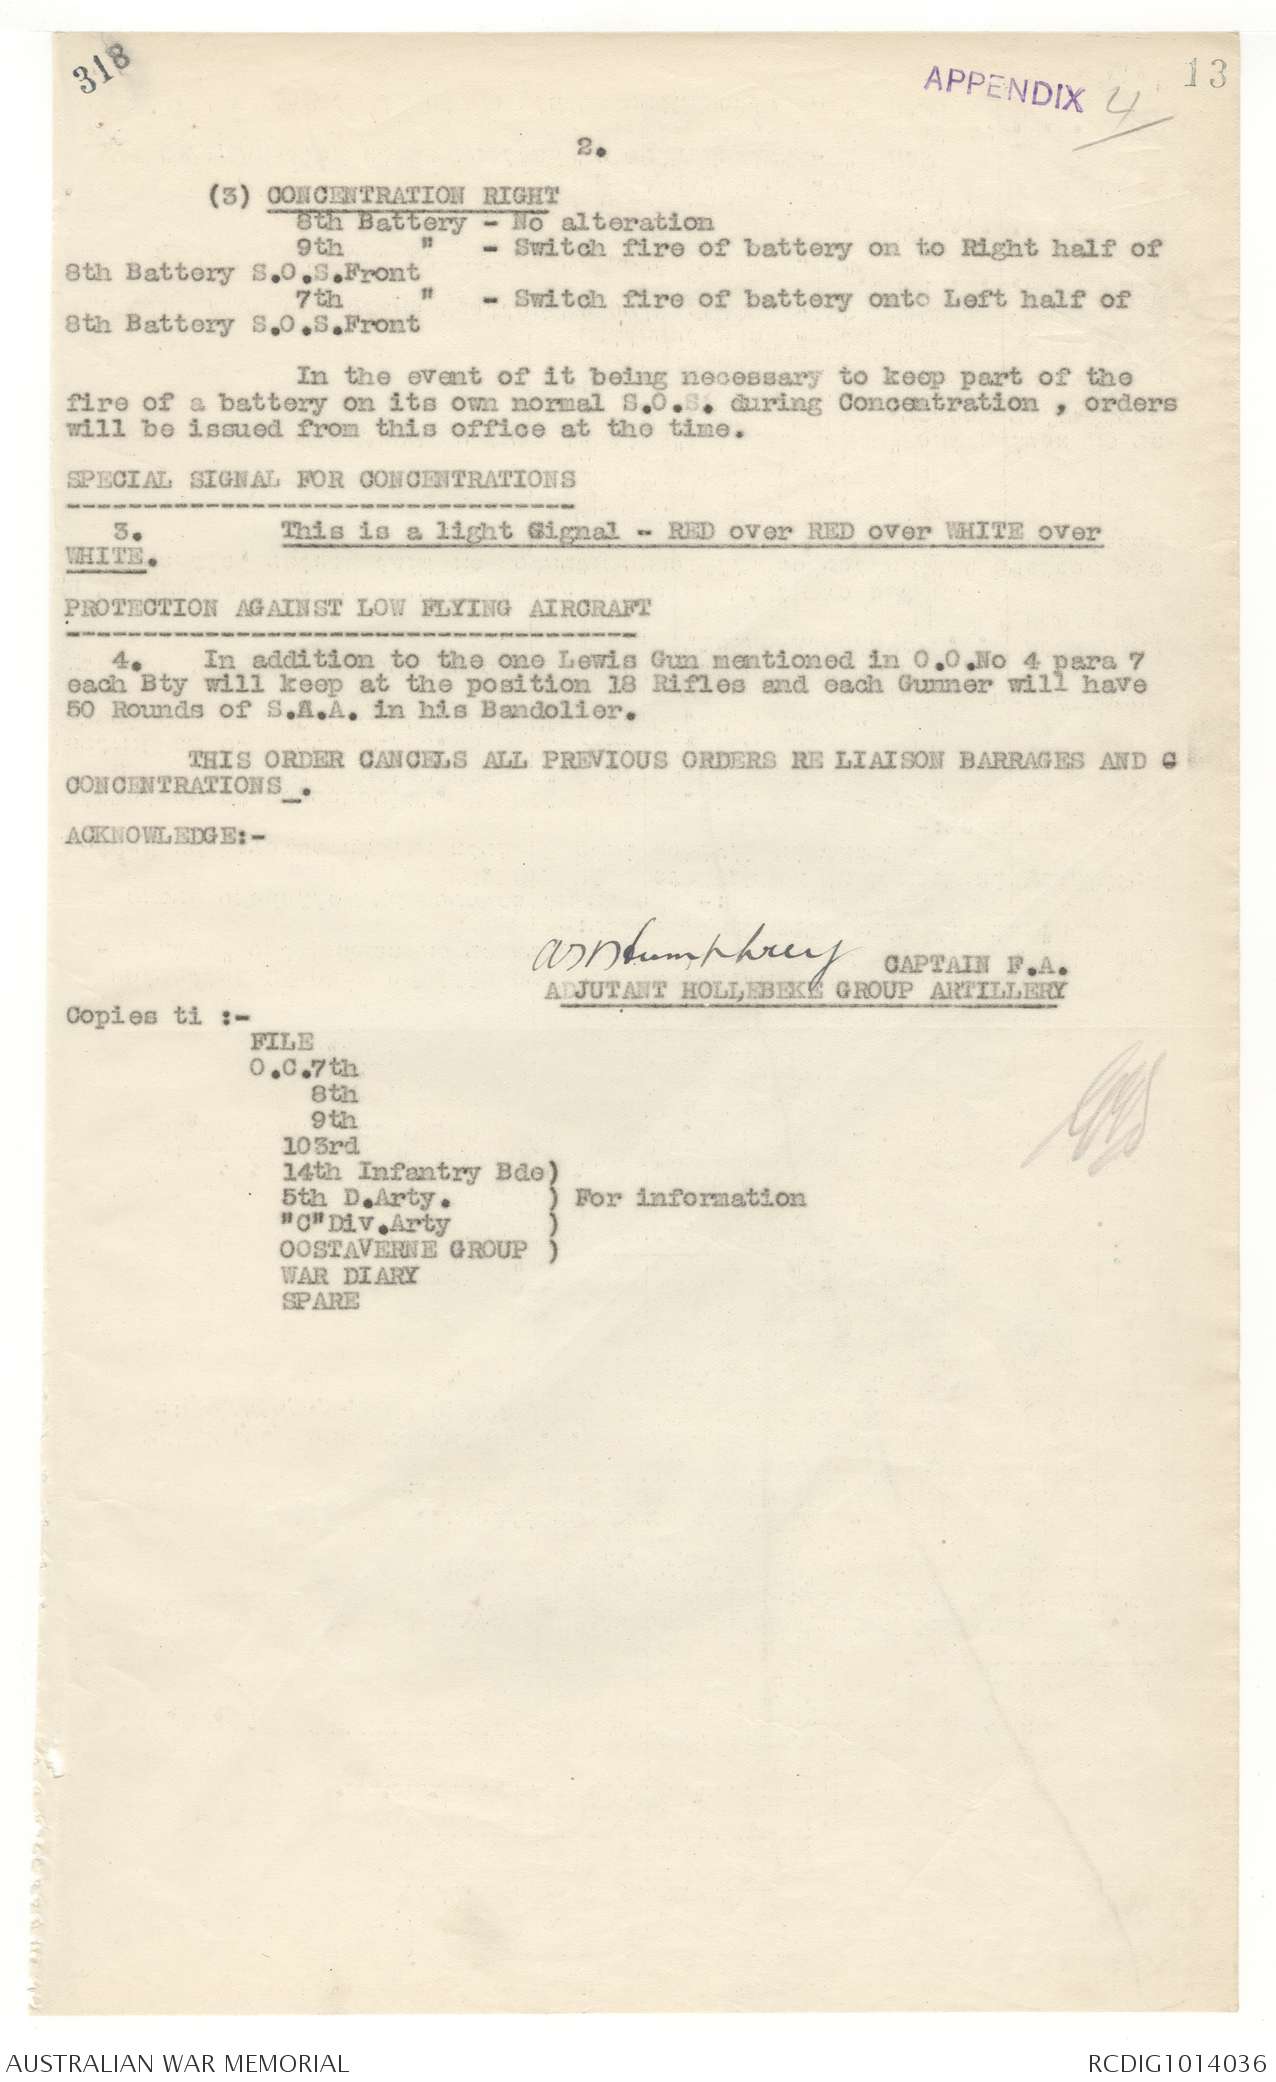 318
APPENDIX 4
13
2.
(3) CONCENTRATION RIGHT
8th Battery - No alteration
9th " - Switch fire of battery on to Right half of
8th Battery S.O.S.Front
7th " - Switch fire of battery onto Left half of
8th Battery S.O.S.Front
In the event of it being necessary to keep part of the
fire of a battery on its own normal S.O.S. during Concentration , orders
will be issued from this office at the time.
SPECIAL SIGNAL FOR CONCENTRATIONS
3. This is a light Signal - RED over RED over WHITE over
WHITE.
PROTECTION AGAINST LOW FLYING AIRCRAFT
4. In addition to the one Lewis Gun mentioned in O.O.No 4 para 7
each Bty will keep at the position 18 Rifles and each Gunner will have
50 Rounds of S.A.A. in his Bandolier.
THIS ORDER CANCELS ALL PREVIOUS ORDERS RE LIAISON BARRAGES AND C
CONCENTRATIONS_.
ACKNOWLEDGE:-
Humphrey CAPTAIN F.A.
ADJUTANT HOLLEBEKE GROUP ARTILLERY
Copies ti :-
FILE
O.C.7th
8th
9th
103rd
14th Infantry Bde)
5th D.Arty. ) For information
"C"Div.Arty )
OOSTAVERNE GROUP )
WAR DIARY
SPARE
AUSTRALIAN WAR MEMORIAL
RCDIG1014036